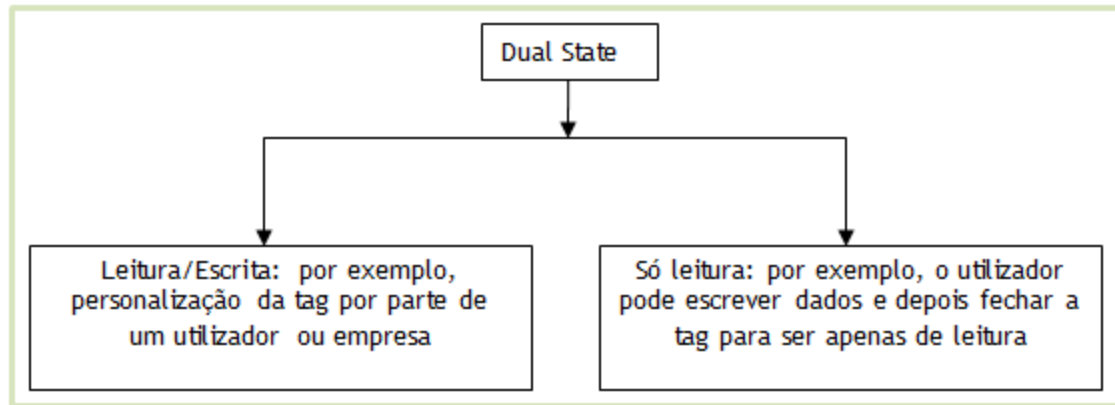 Dual State
Leitura/Escrita: por exemplo,
personalização da tag por parte de
um utilizador ou empresa
Só leitura: por exemplo, o utilizador
pode escrever dados e depois fechar a
tag para ser apenas de leitura